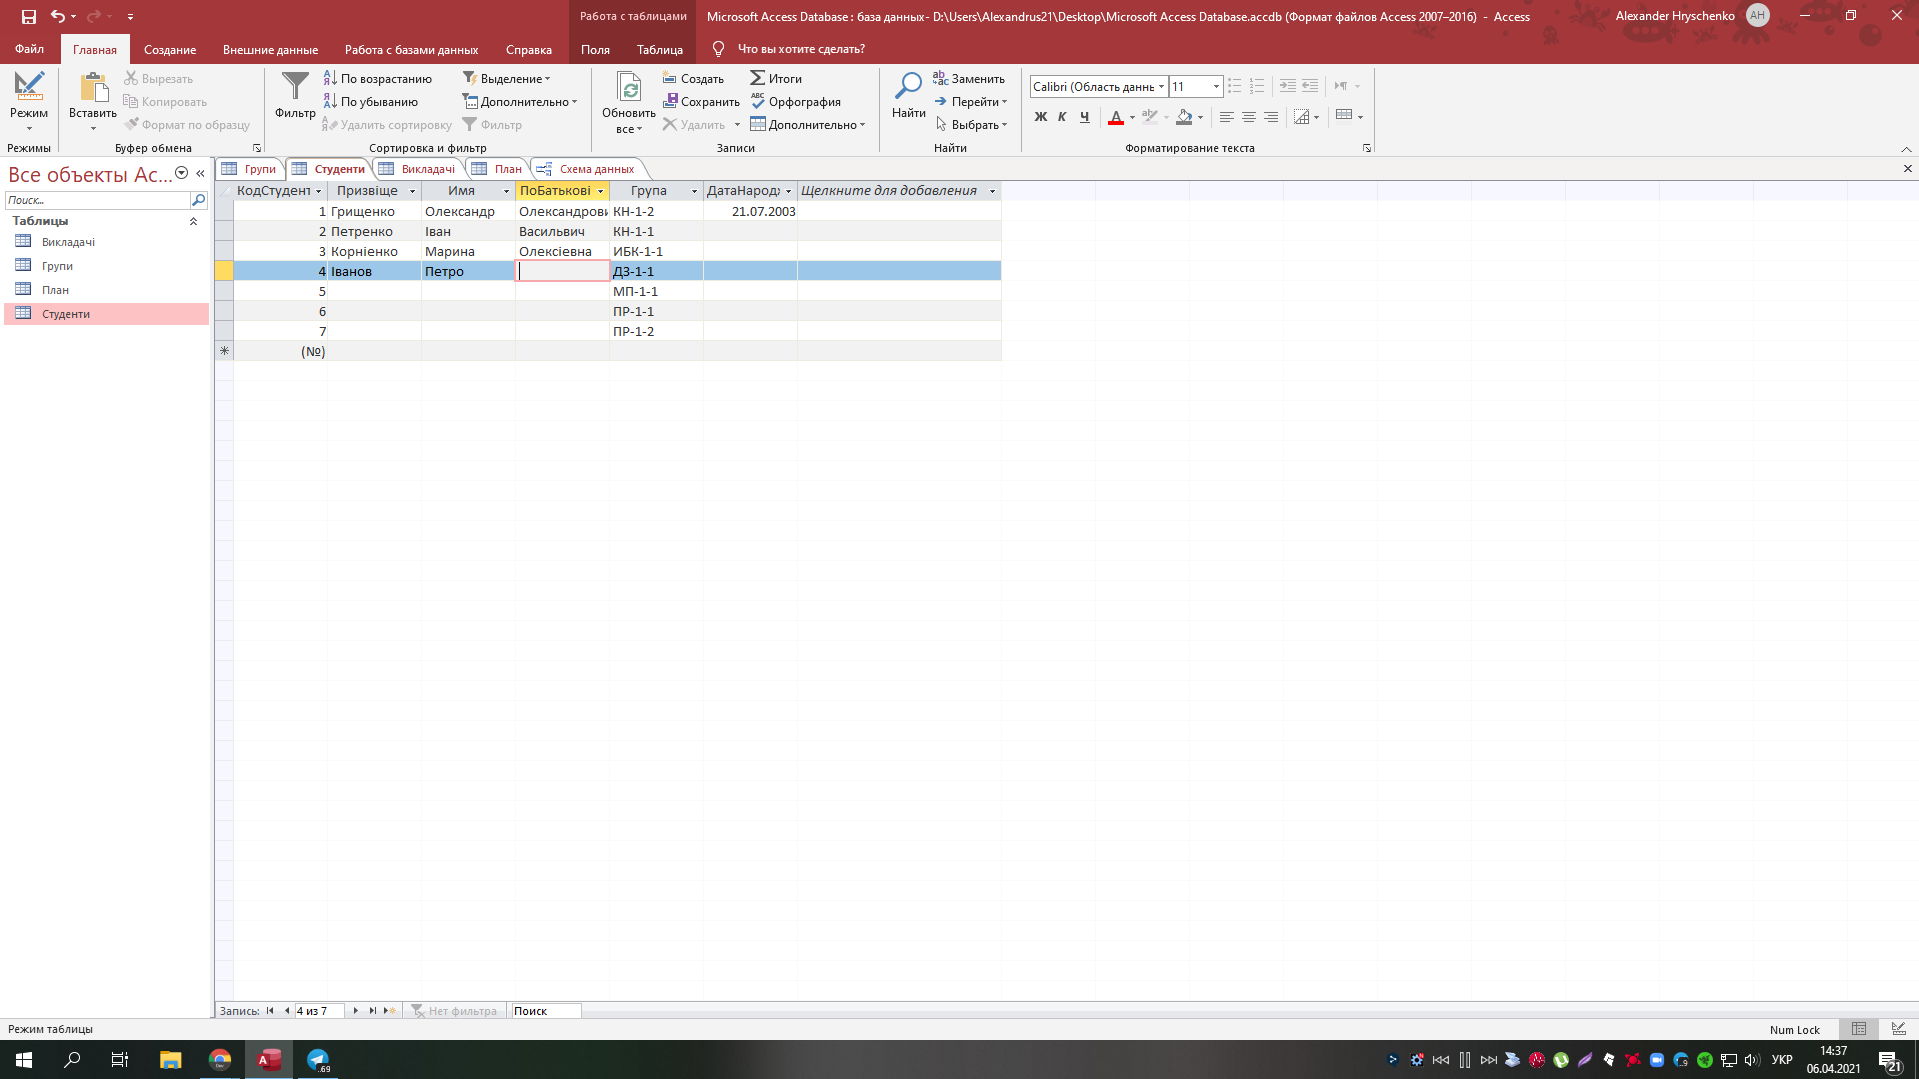 Работа с таблицами
Microsoft Access Database : база данных- D:\Users\Alexandrus21\Desktop\Microsoft Access Database.accdb (Формат файлов Access 2007–2016) - Access
Alexander Hryschenko AH
Файл Главная Создание Внешние данные Работа с базами данных Справка Поля Таблица Что вы хотите сделать?
Режим
Режимы
Вставить
Вырезать
Копировать
Формат по образцу
Буфер обмена
Фильтр
По возрастанию
По убыванию
Удалить сортировку
Выделение
Дополнительно
Фильтр
Сортировка и фильтр
Обновить
все
Создать
Сохранить
Удалить
Итоги
Орфография
Дополнительно
Записи
Найти
Заменить
Перейти
Выбрать
Найти
Calibri (Область даннь 11
Ж К Ч
Форматирование текста
Все объекты Ac...
Поиск...
Таблицы
Викладачі
Групи
План
Студенти
Групи Студенти Викладачі План Схема данных
КодСтудент Призвіще Имя ПоБатькові Група ДатаНарод Щелкните для добавления
1 Грищенко Олександр Олександрови КН-1-2 21.07.2003
2 Петренко Іван Васильвич КН-1-1
3 Корніенко Марина Олексіевна ИБК-1-1
4 Іванов Петро ДЗ-1-1
5 МП-1-1
6 ПР-1-1
7 ПР-1-2
(№)
Запись: 4 из 7 Нет фильтра Поиск
Режим таблицы
Num Lock
.69
УКР
14:37
06.04.2021
21